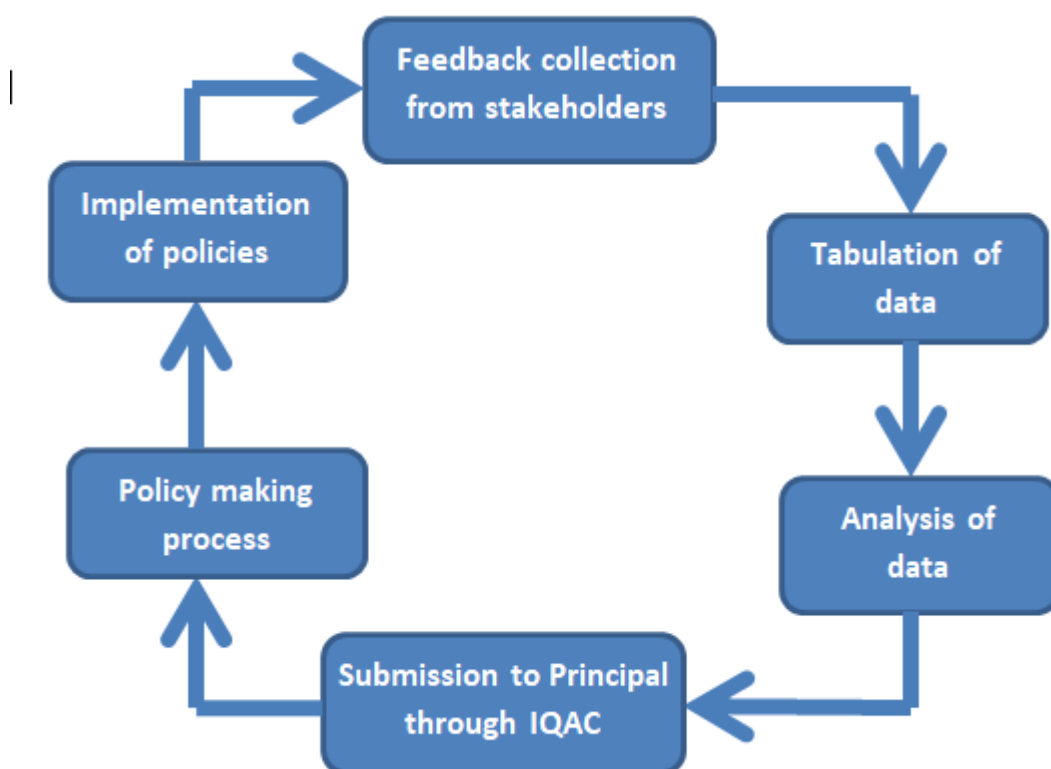 Feedback collection
from stakeholders
Tabulation of
data
Analysis of
data
Submission to Principal
through IQAC
Policy making
process
Implementation
of policies